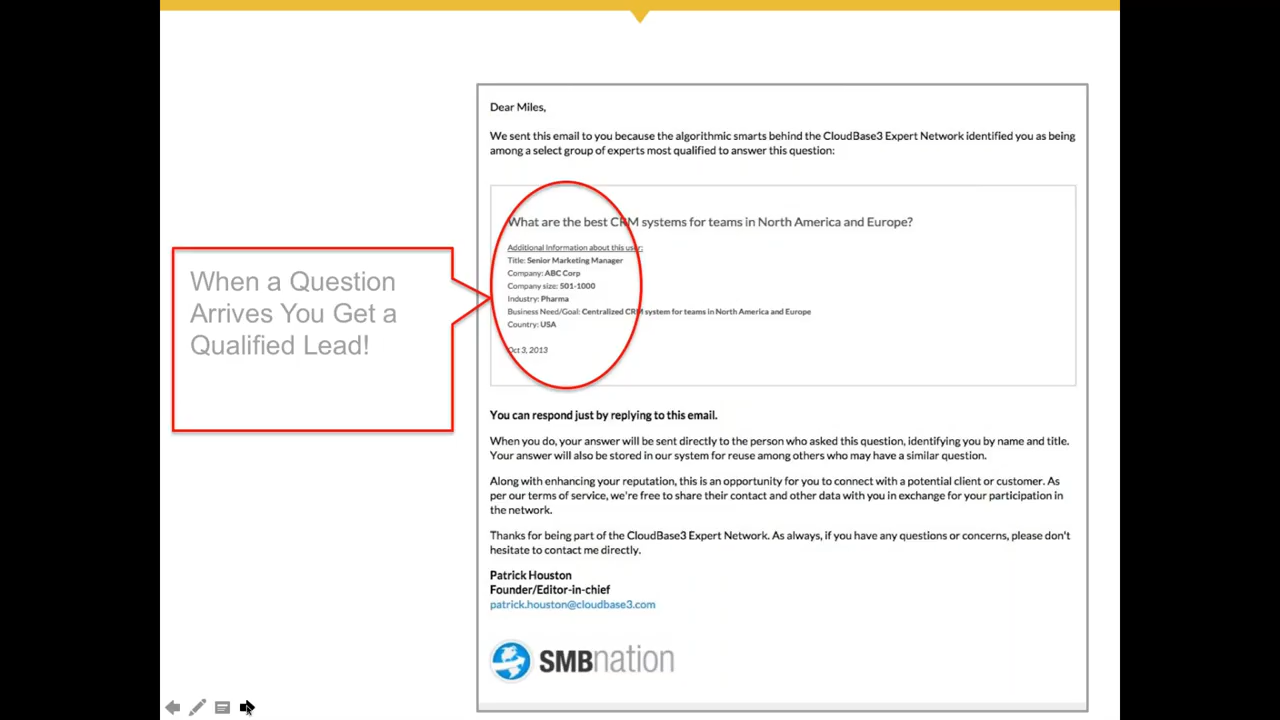 When a Question
Arrives You Get a
Qualified Lead!
Dear Miles,
We sent this email to you because the algorithmic smarts behind the CloudBase3 Expert Network identified you as being
among a select group of experts most qualified to answer this question:
What are the best CRM systems for teams in North America and Europe?
Additional Information about this user:
Title: Senior Marketing Manager
Company: ABC Corp
Company size: 501-1000
Industry: Pharma
Business Need/Goal: Centralized CRM system for teams in North America and Europe
Country: USA
Oct 3, 2013
You can respond just by replying to this email.
When you do, your answer will be sent directly to the person who asked this question, identifying you by name and title.
Your answer will also be stored in our system for reuse among others who may have a similar question.
Along with enhancing your reputation, this is an opportunity for you to connect with a potential client or customer. As
per our terms of service, we're free to share their contact and other data with you in exchange for your participation in
the network.
Thanks for being part of the CloudBase3 Expert Network. As always, if you have any questions or concerns, please don't
hesitate to contact me directly.
Patrick Houston
Founder/Editor-in-chief
patrick.houston@cloudbase3.com
SMBnation